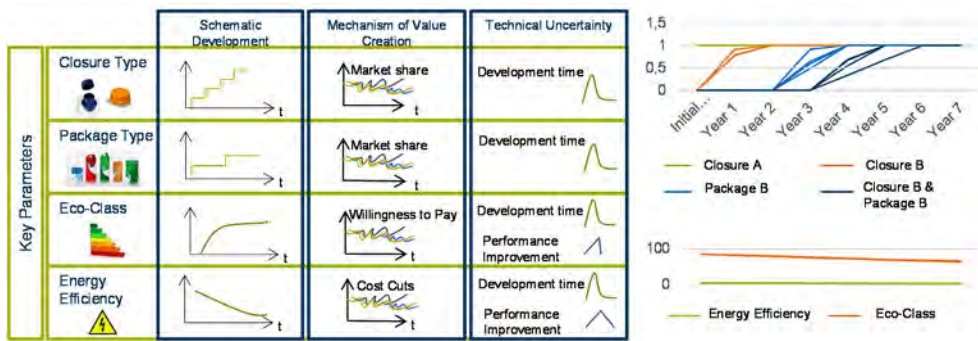 Schematic
Development
Mechanism of Value
Creation
Technical Uncertainty
Key Parameters
Closure Type
t
Market share
t
Development time
Package Type
t
Market share
t
Development time
Eco-Class
t
Willingness to Pay
t
Development time
Performance
Improvement
Energy
Efficiency
t
Cost Cuts
t
Development time
Performance
Improvement
1,5
1
0,5
0
Initial...
Year 1
Year 2
Year 3
Year 4
Year 5
Year 6
Year 7
Closure A
Closure B
Package B
Closure B &
Package B
100
0
Energy Efficiency
Eco-Class